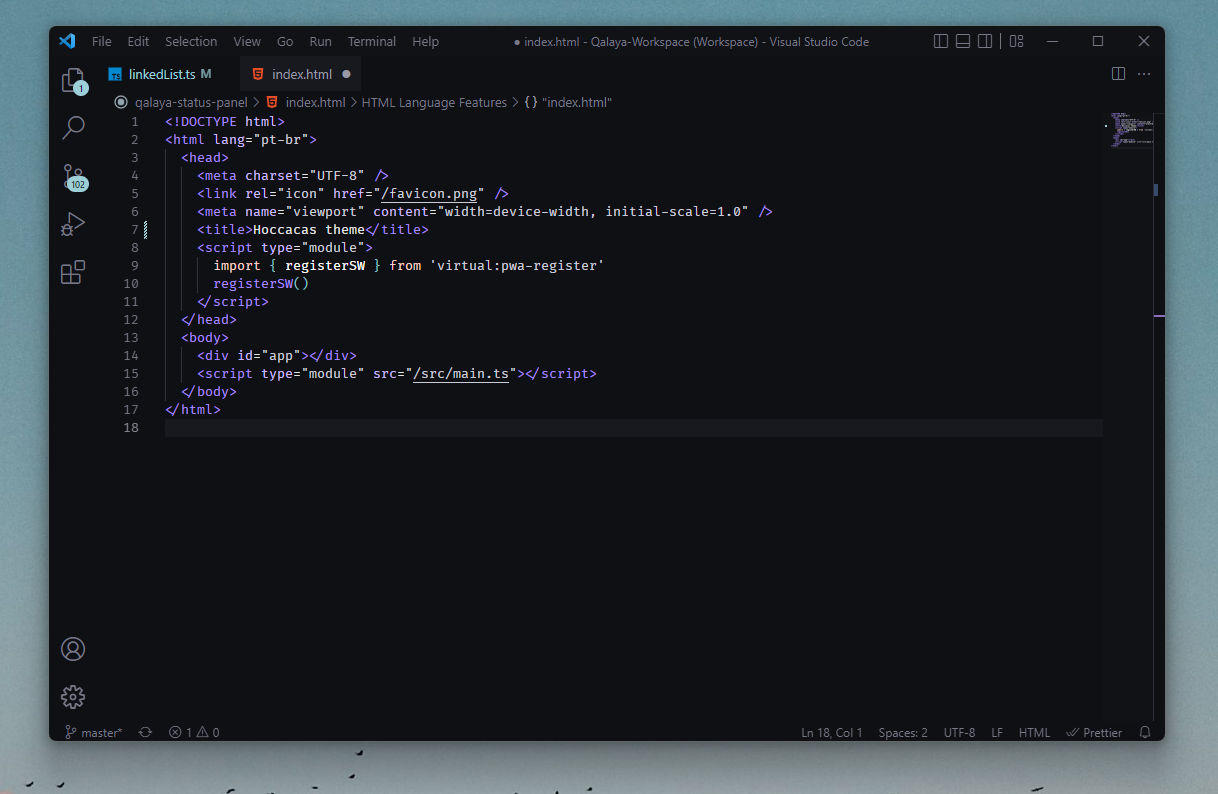 File Edit Selection View Go Run Terminal Help ● index.html - Qalaya-Workspace (Workspace) - Visual Studio Code
1 TS linkedList.ts M index.html ●
qalaya-status-panel > index.html > HTML Language Features > {} "index.html"
1 <!DOCTYPE html>
2 <html lang="pt-br">
3 <head>
4 <meta charset="UTF-8" />
5 <link rel="icon" href="/favicon.png" />
6 <meta name="viewport" content="width=device-width, initial-scale=1.0" />
7 <title>Hoccacas theme</title>
8 <script type="module">
9 import { registerSW } from 'virtual:pwa-register'
10 registerSW()
11 </script>
12 </head>
13 <body>
14 <div id="app"></div>
15 <script type="module" src="/src/main.ts"></script>
16 </body>
17 </html>
18
102
master* 1 0 Ln 18, Col 1 Spaces: 2 UTF-8 LF HTML Prettier